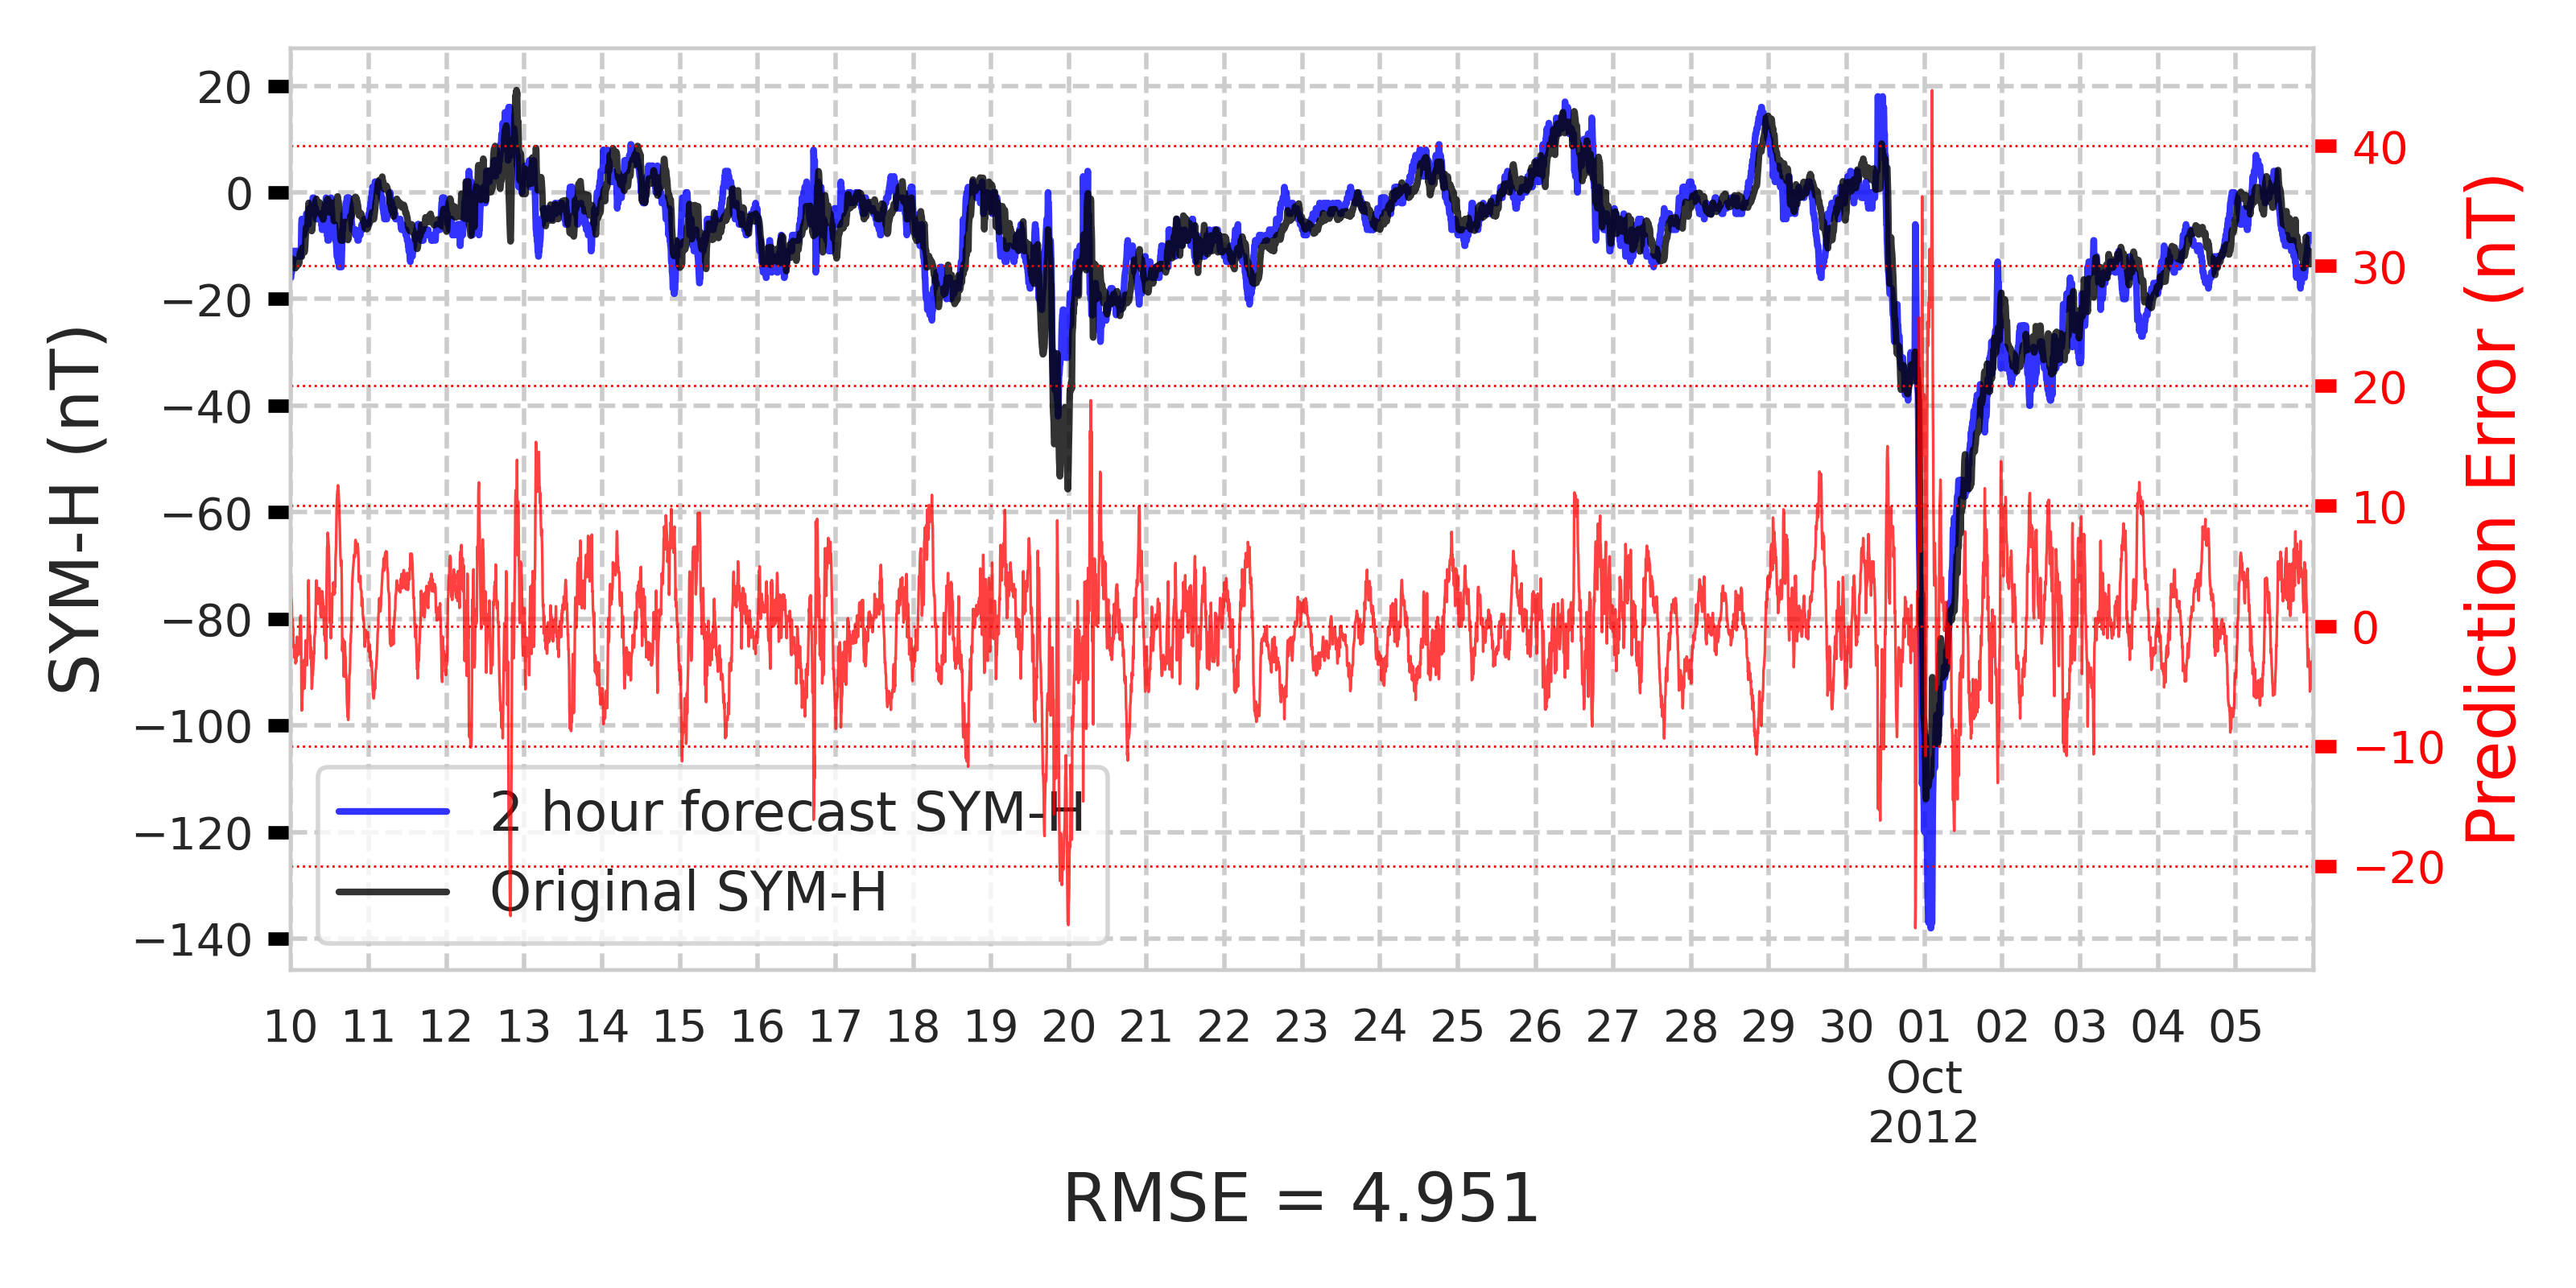 SYM-H (nT)
20
0
−20
−40
−60
−80
−100
−120
−140
40
30
20
10
0
−10
−20
Prediction Error (nT)
2 hour forecast SYM-H
Original SYM-H
10 11 12 13 14 15 16 17 18 19 20 21 22 23 24 25 26 27 28 29 30 01 02 03 04 05
Oct
2012
RMSE = 4.951